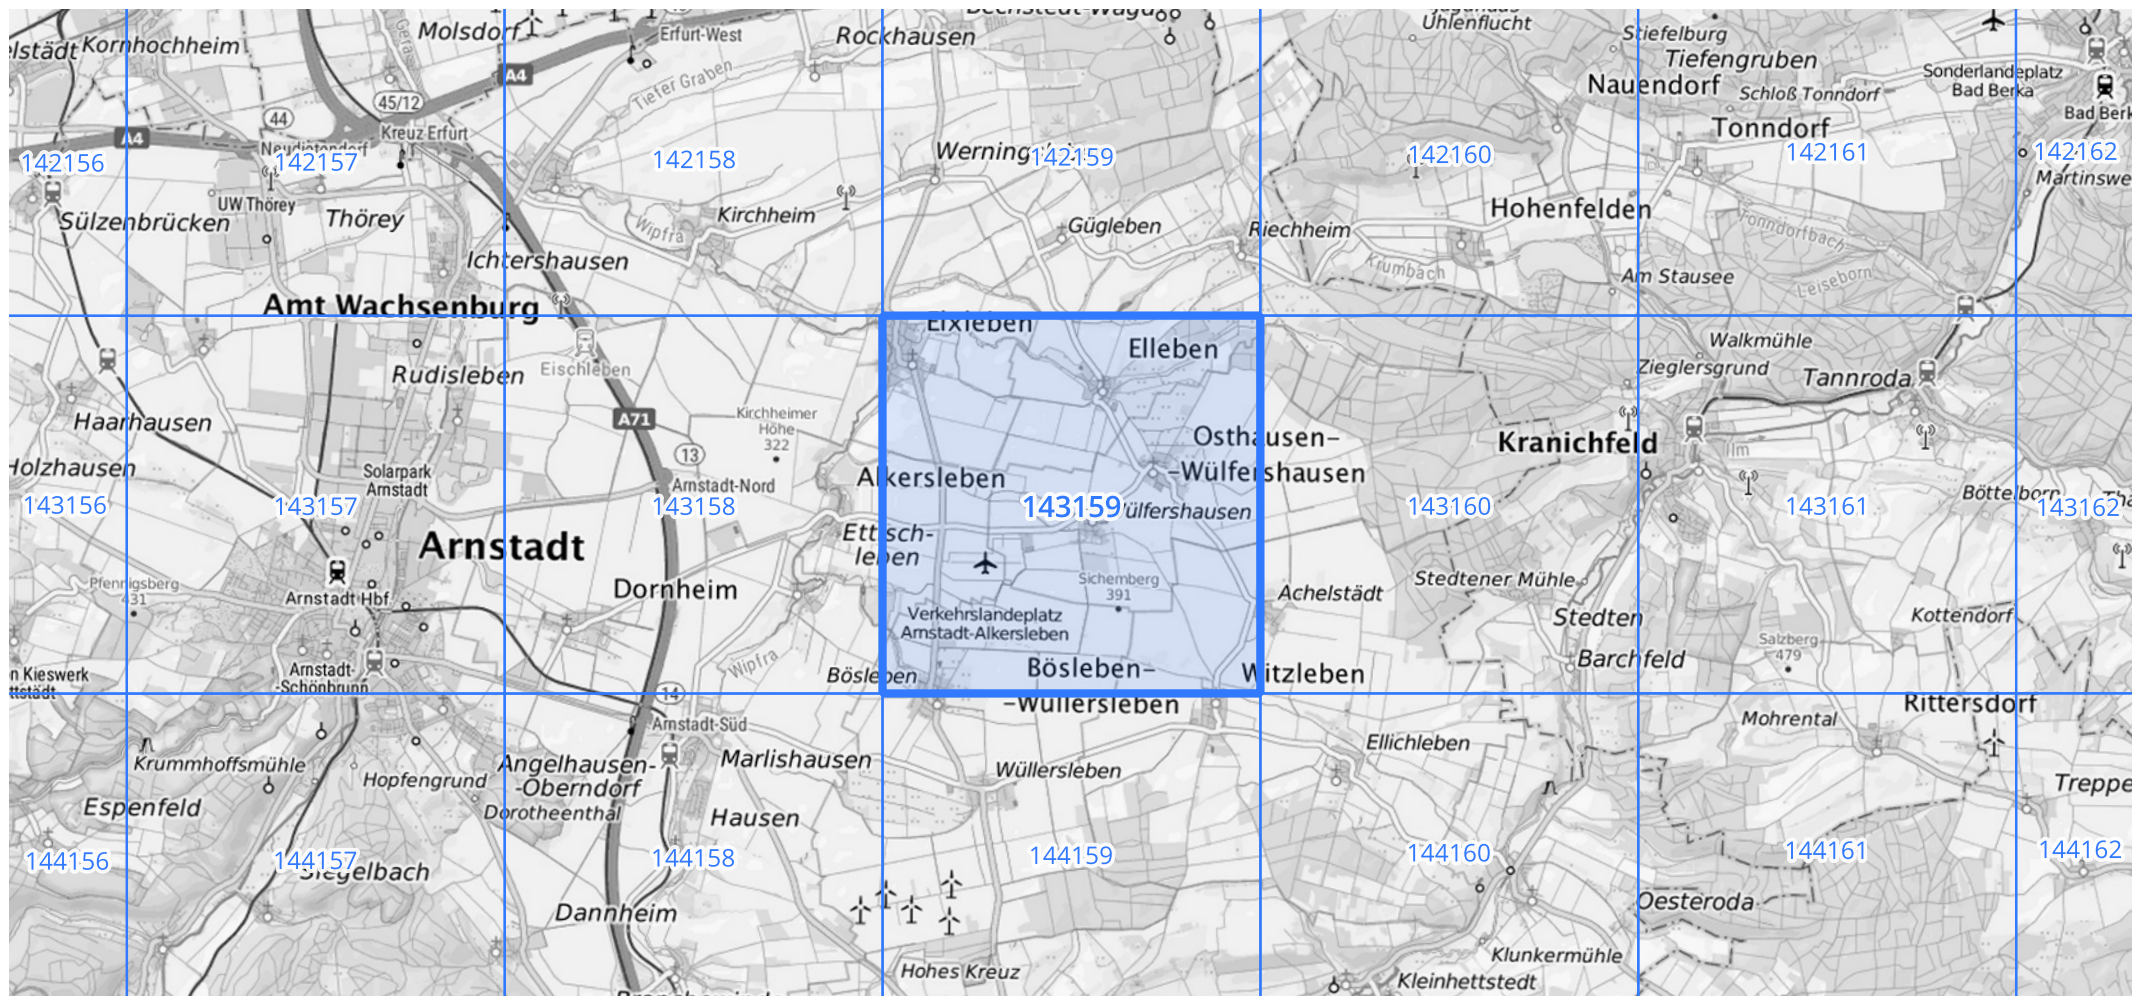 Molsdorf
Erfurt-West
Rockhausen
Uhlenflucht
Stiefelburg
Tiefengruben
Kornhochheim
Gera
A4
Tiefer Graben
Nauendorf
Schloß Tonndorf
Sonderlandeplatz
Bad Berka
45/12
44
Kreuz Erfurt
A4
Neudietendorf
Tonndorf
142156
142157
142158
142159
142160
142161
142162
UW Thörey
Sülzenbrücken
Thörey
Wipfra
Kirchheim
Gügleben
Riechheim
Hohenfelden
Tonndorfbach
Ichtershausen
Krumbach
Am Stausee
Leiseborn
Amt Wachsenburg
Elxleben
Elleben
Walkmühle
Zieglersgrund
Tannroda
Rudisleben
Eischleben
Haarhausen
A71
Kirchheimer
Höhe
322
13
Osthausen-
-Wülfershausen
Kranichfeld
Ilm
Holzhausen
Solarpark
Arnstadt
Arnstadt-Nord
Alkersleben
Böttelborn
143156
143157
143158
143159
Wülfershausen
143160
143161
143162
Arnstadt
Ettisch-
leben
Pfennigsberg
431
Arnstadt Hbf
Dornheim
Sichemberg
391
Achelstädt
Stedtener Mühle
Stedten
Kottendorf
Verkehrslandeplatz
Arnstadt-Alkersleben
Salzberg
479
Arnstadt-
-Schönbrunn
Wipfra
Bösleben
Bösleben-
-Wüllersleben
Witzleben
Barchfeld
14
Arnstadt-Süd
Rittersdorf
Mohrental
Krummhoffsmühle
Hopfengrund
Angelhausen-
-Oberndorf
Marlishausen
Wüllersleben
Ellichleben
Espenfeld
Dorotheenthal
Hausen
144156
144157
Siegelbach
144158
144159
144160
144161
144162
Dannheim
Oesteroda
Hohes Kreuz
Klunkermühle
Kleinhettstedt